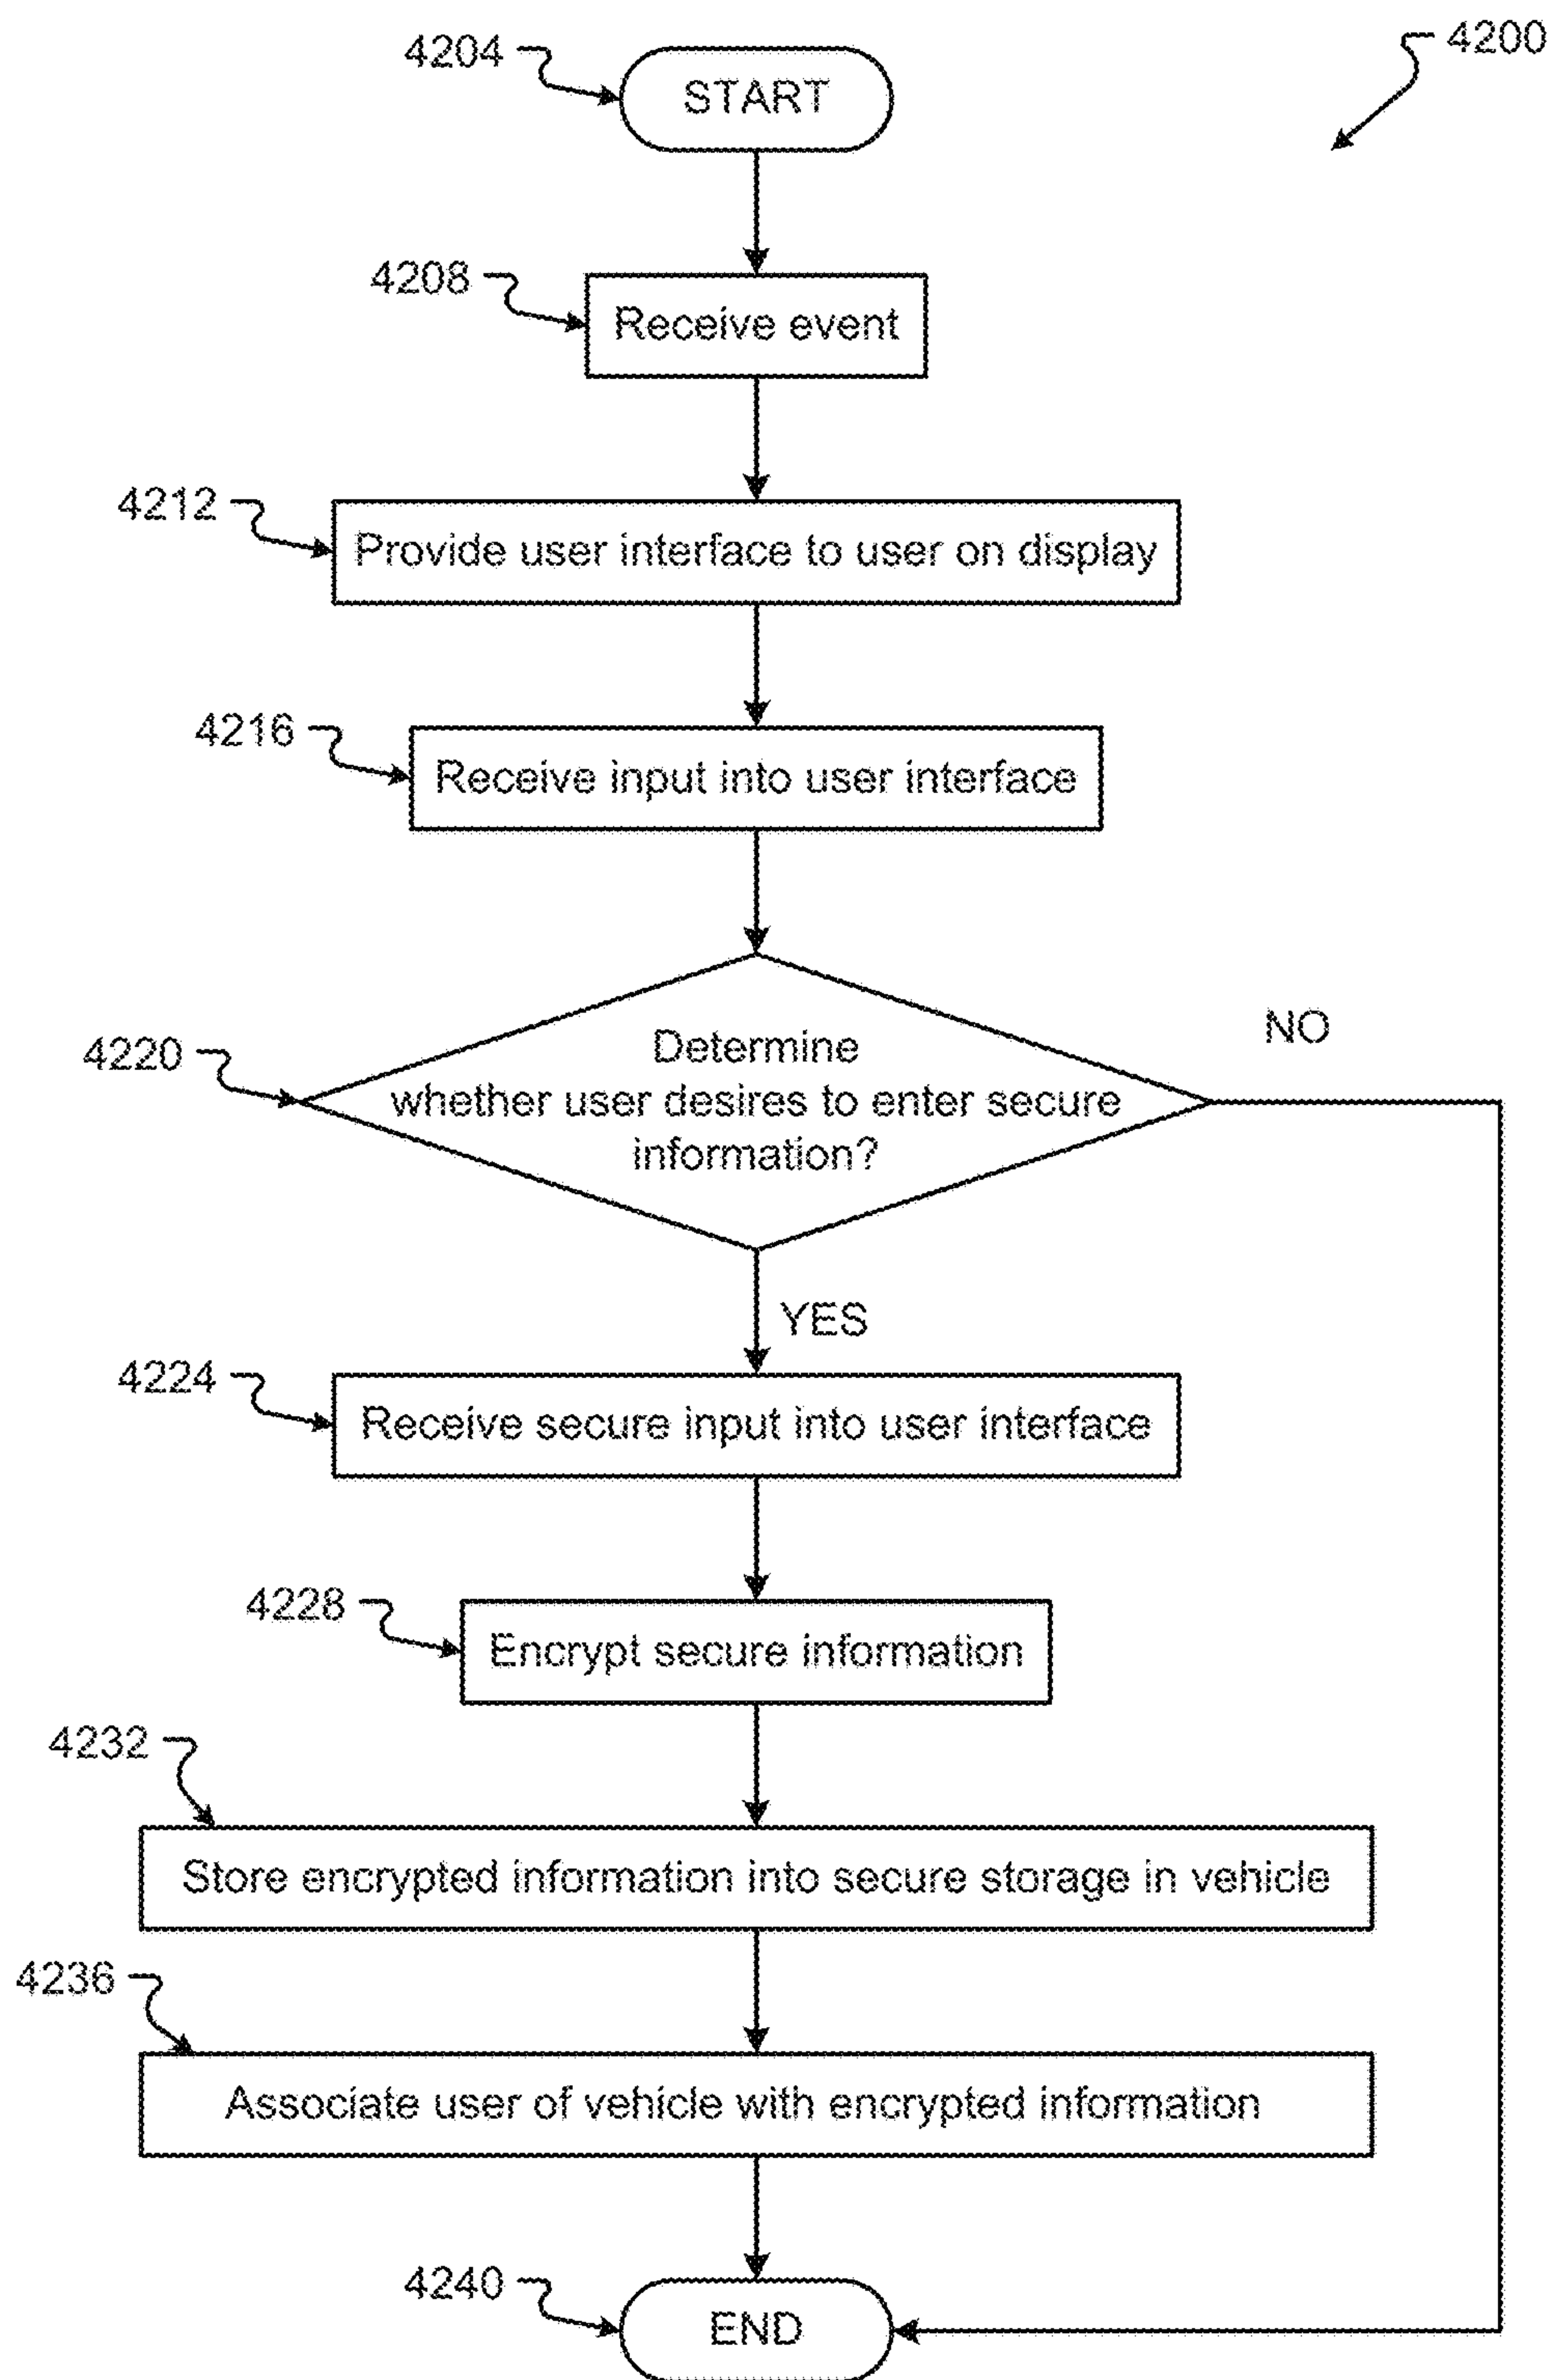 4200
4204
START
4208
Receive event
4212
Provide user interface to user on display
4216
Receive input into user interface
4220
Determine
whether user desires to enter secure
information?
NO
YES
4224
Receive secure input into user interface
4228
Encrypt secure information
4232
Store encrypted information into secure storage in vehicle
4236
Associate user of vehicle with encrypted information
4240
END